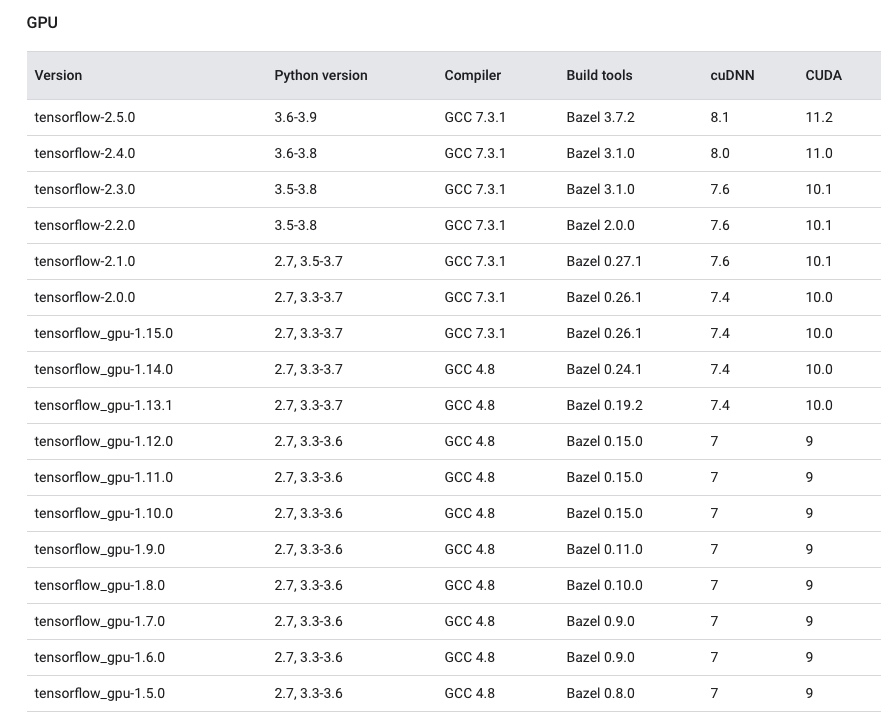 GPU
Version Python version Compiler Build tools cuDNN CUDA
tensorflow-2.5.0 3.6-3.9 GCC 7.3.1 Bazel 3.7.2 8.1 11.2
tensorflow-2.4.0 3.6-3.8 GCC 7.3.1 Bazel 3.1.0 8.0 11.0
tensorflow-2.3.0 3.5-3.8 GCC 7.3.1 Bazel 3.1.0 7.6 10.1
tensorflow-2.2.0 3.5-3.8 GCC 7.3.1 Bazel 2.0.0 7.6 10.1
tensorflow-2.1.0 2.7, 3.5-3.7 GCC 7.3.1 Bazel 0.27.1 7.6 10.1
tensorflow-2.0.0 2.7, 3.3-3.7 GCC 7.3.1 Bazel 0.26.1 7.4 10.0
tensorflow_gpu-1.15.0 2.7, 3.3-3.7 GCC 7.3.1 Bazel 0.26.1 7.4 10.0
tensorflow_gpu-1.14.0 2.7, 3.3-3.7 GCC 4.8 Bazel 0.24.1 7.4 10.0
tensorflow_gpu-1.13.1 2.7, 3.3-3.7 GCC 4.8 Bazel 0.19.2 7.4 10.0
tensorflow_gpu-1.12.0 2.7, 3.3-3.6 GCC 4.8 Bazel 0.15.0 7 9
tensorflow_gpu-1.11.0 2.7, 3.3-3.6 GCC 4.8 Bazel 0.15.0 7 9
tensorflow_gpu-1.10.0 2.7, 3.3-3.6 GCC 4.8 Bazel 0.15.0 7 9
tensorflow_gpu-1.9.0 2.7, 3.3-3.6 GCC 4.8 Bazel 0.11.0 7 9
tensorflow_gpu-1.8.0 2.7, 3.3-3.6 GCC 4.8 Bazel 0.10.0 7 9
tensorflow_gpu-1.7.0 2.7, 3.3-3.6 GCC 4.8 Bazel 0.9.0 7 9
tensorflow_gpu-1.6.0 2.7, 3.3-3.6 GCC 4.8 Bazel 0.9.0 7 9
tensorflow_gpu-1.5.0 2.7, 3.3-3.6 GCC 4.8 Bazel 0.8.0 7 9